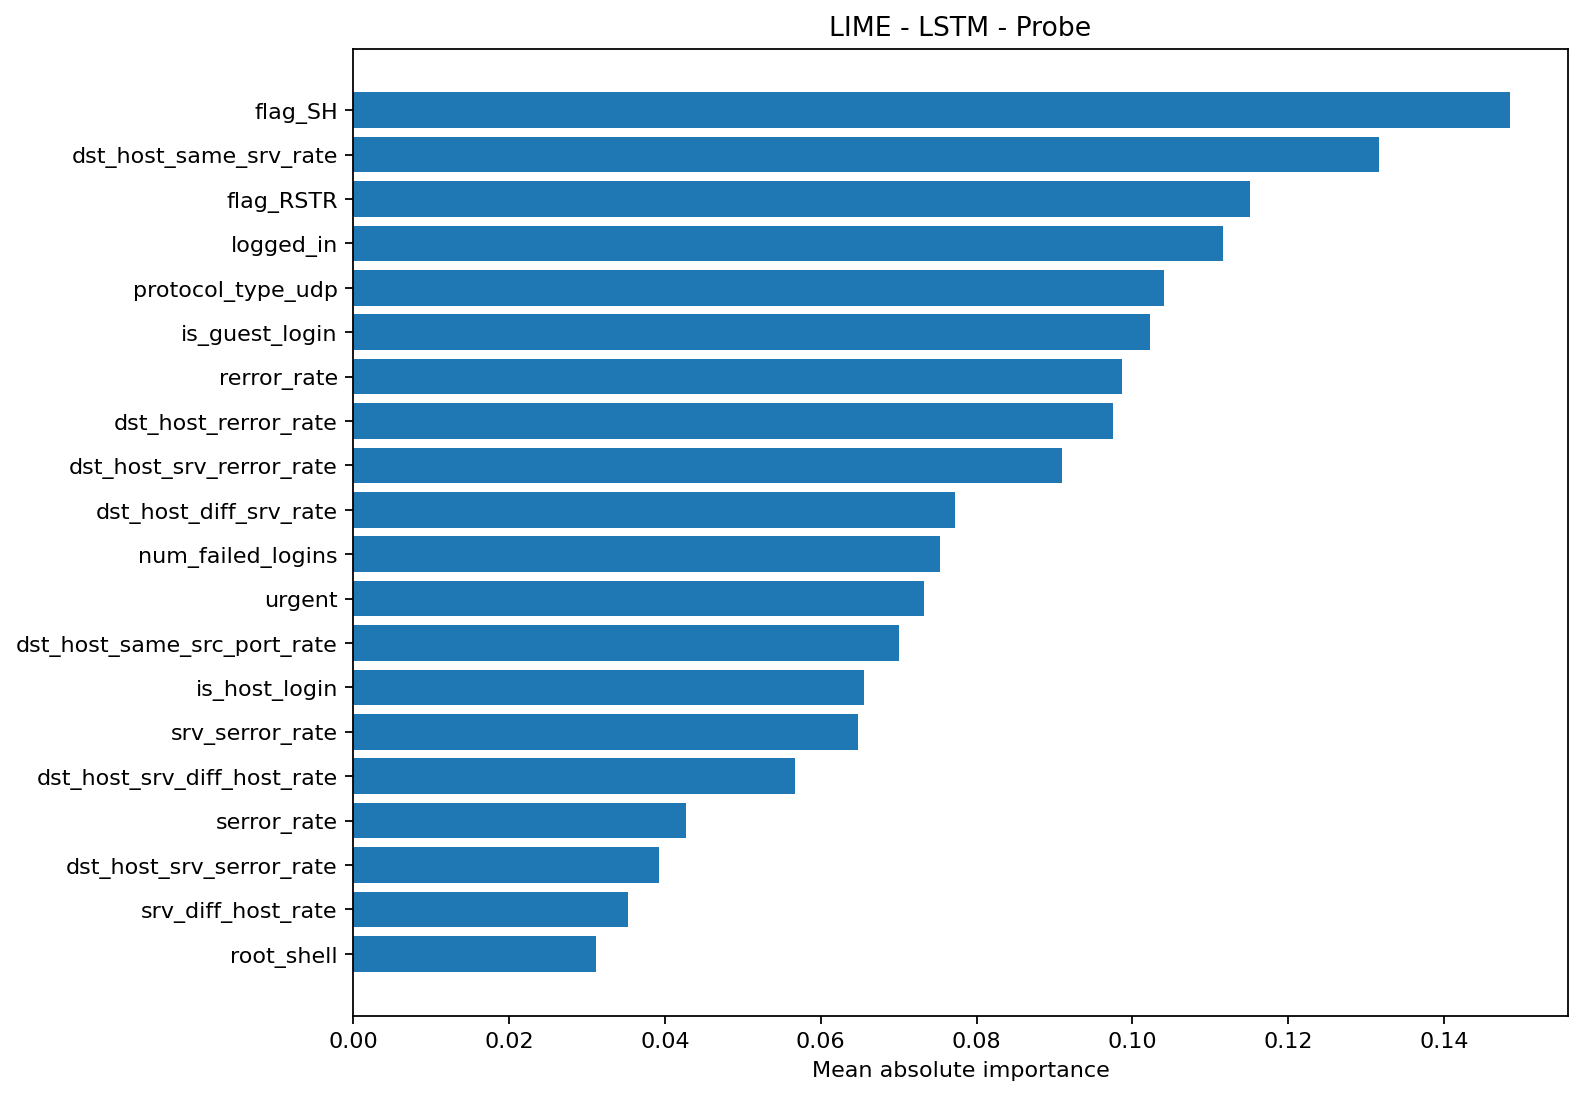 LIME - LSTM - Probe
flag_SH
dst_host_same_srv_rate
flag_RSTR
logged_in
protocol_type_udp
is_guest_login
rerror_rate
dst_host_rerror_rate
dst_host_srv_rerror_rate
dst_host_diff_srv_rate
num_failed_logins
urgent
dst_host_same_src_port_rate
is_host_login
srv_serror_rate
dst_host_srv_diff_host_rate
serror_rate
dst_host_srv_serror_rate
srv_diff_host_rate
root_shell
0.00 0.02 0.04 0.06 0.08 0.10 0.12 0.14
Mean absolute importance